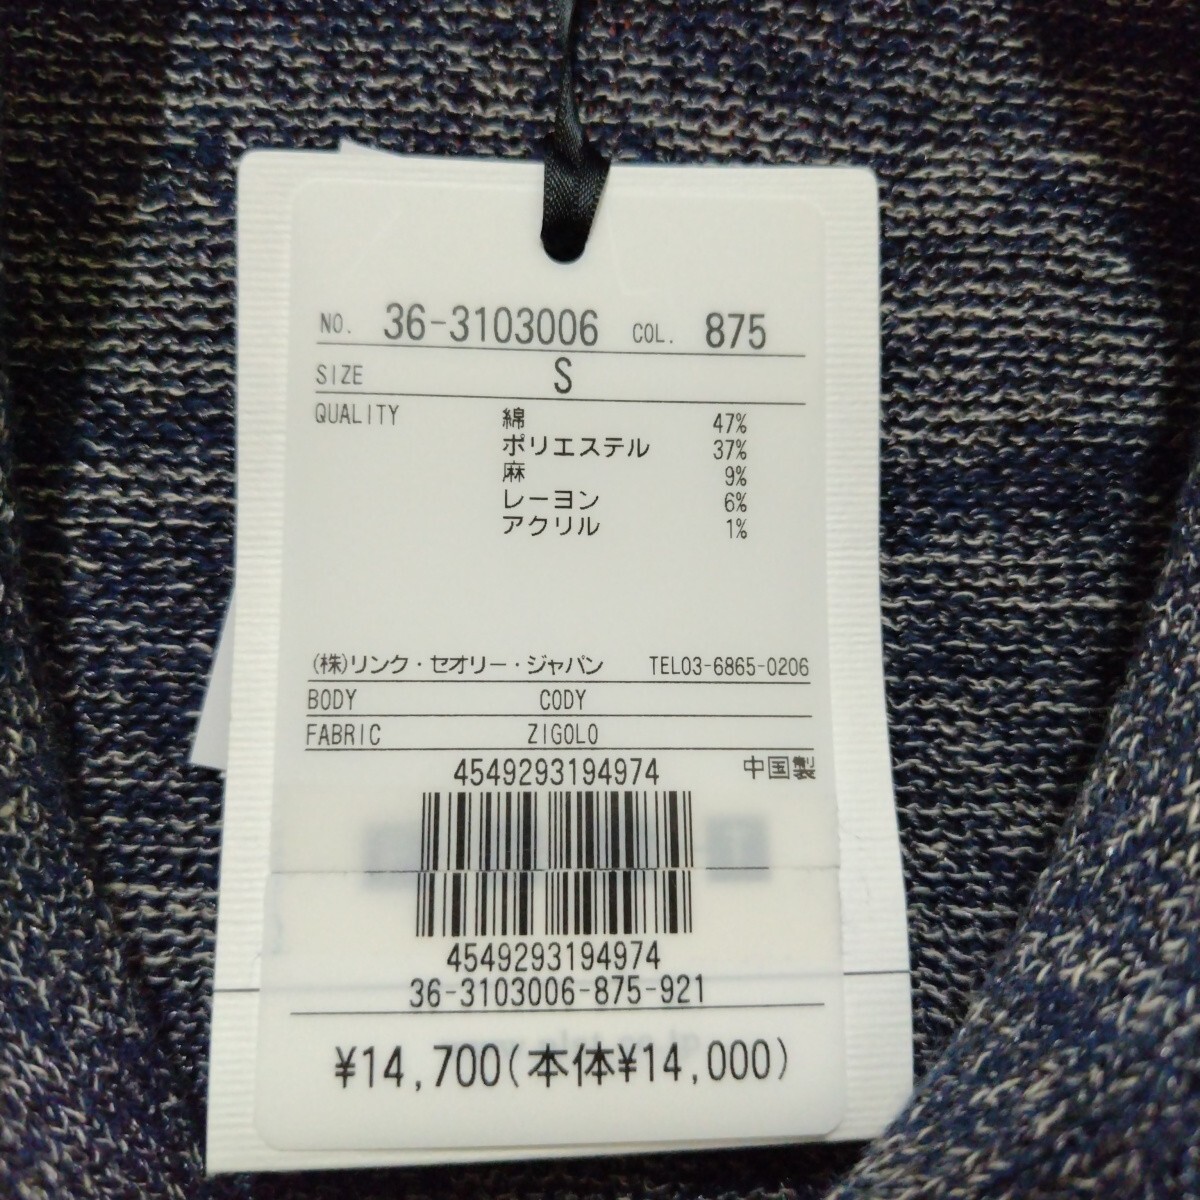 NO. 36-3103006 COL. 875
SIZE S
QUALITY 綿 47%
ポリエステル 37%
麻 9%
レーヨン 6%
アクリル 1%
(株)リンク・セオリー・ジャパン TEL03-6865-0206
BODY CODY
FABRIC ZIGOLO
4549293194974 中国製
4549293194974
36-3103006-875-921
¥14,700(本体¥14,000)